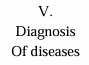 V.
Diagnosis
Of diseases